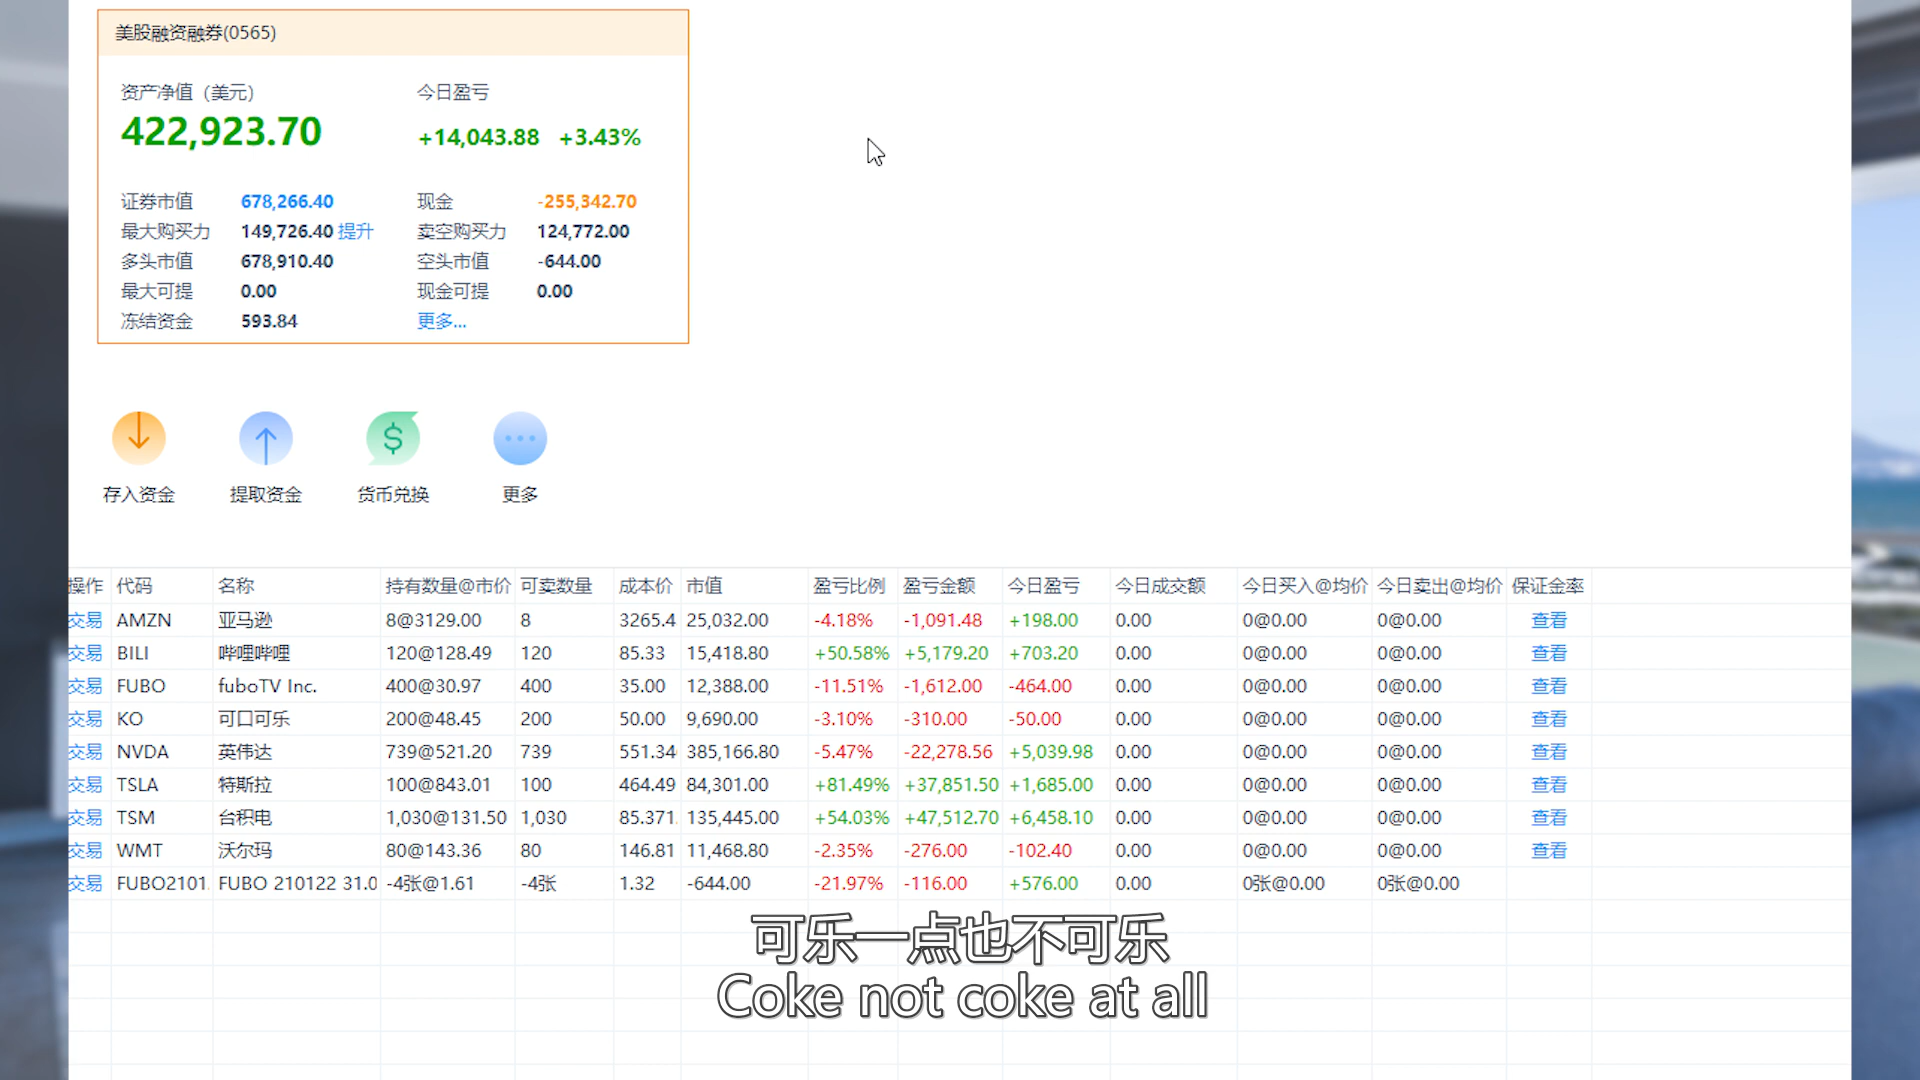 美股融资融券(0565)
资产净值（美元） 今日盈亏
422,923.70 +14,043.88 +3.43%
证券市值 678,266.40 现金 -255,342.70
最大购买力 149,726.40 提升 卖空购买力 124,772.00
多头市值 678,910.40 空头市值 -644.00
最大可提 0.00 现金可提 0.00
冻结资金 593.84 更多...
存入资金 提取资金 货币兑换 更多
操作 代码 名称 持有数量@市价 可卖数量 成本价 市值 盈亏比例 盈亏金额 今日盈亏 今日成交额 今日买入@均价 今日卖出@均价 保证金率
交易 AMZN 亚马逊 8@3129.00 8 3265.4 25,032.00 -4.18% -1,091.48 +198.00 0.00 0@0.00 0@0.00 查看
交易 BILI 哔哩哔哩 120@128.49 120 85.33 15,418.80 +50.58% +5,179.20 +703.20 0.00 0@0.00 0@0.00 查看
交易 FUBO fuboTV Inc. 400@30.97 400 35.00 12,388.00 -11.51% -1,612.00 -464.00 0.00 0@0.00 0@0.00 查看
交易 KO 可口可乐 200@48.45 200 50.00 9,690.00 -3.10% -310.00 -50.00 0.00 0@0.00 0@0.00 查看
交易 NVDA 英伟达 739@521.20 739 551.34 385,166.80 -5.47% -22,278.56 +5,039.98 0.00 0@0.00 0@0.00 查看
交易 TSLA 特斯拉 100@843.01 100 464.49 84,301.00 +81.49% +37,851.50 +1,685.00 0.00 0@0.00 0@0.00 查看
交易 TSM 台积电 1,030@131.50 1,030 85.371 135,445.00 +54.03% +47,512.70 +6,458.10 0.00 0@0.00 0@0.00 查看
交易 WMT 沃尔玛 80@143.36 80 146.81 11,468.80 -2.35% -276.00 -102.40 0.00 0@0.00 0@0.00 查看
交易 FUBO2101 FUBO 210122 31.0 -4张@1.61 -4张 1.32 -644.00 -21.97% -116.00 +576.00 0.00 0张@0.00 0张@0.00
可乐一点也不可乐
Coke not coke at all